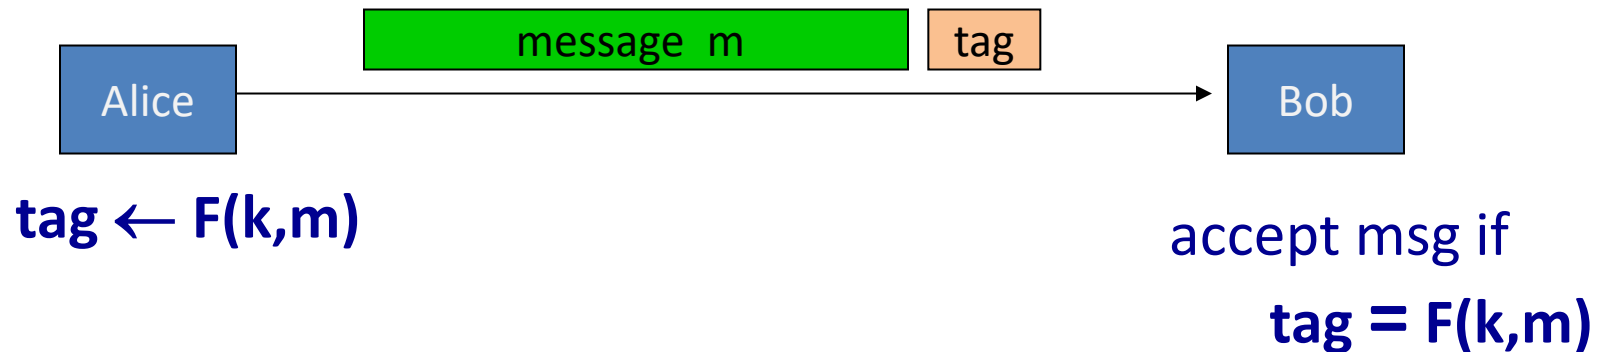 message m
tag
Alice
Bob
tag ← F(k,m)
accept msg if
tag = F(k,m)